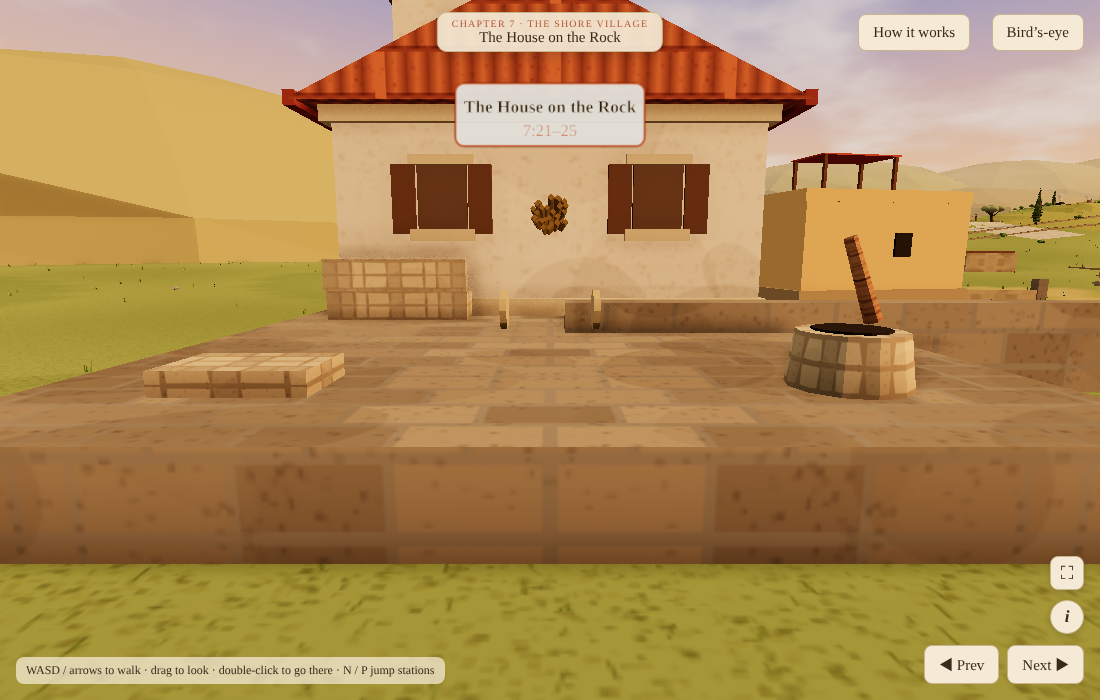 CHAPTER 7 · THE SHORE VILLAGE
The House on the Rock
How it works
Bird's-eye
The House on the Rock
7:21–25
i
WASD / arrows to walk · drag to look · double-click to go there · N / P jump stations
◀ Prev
Next ▶